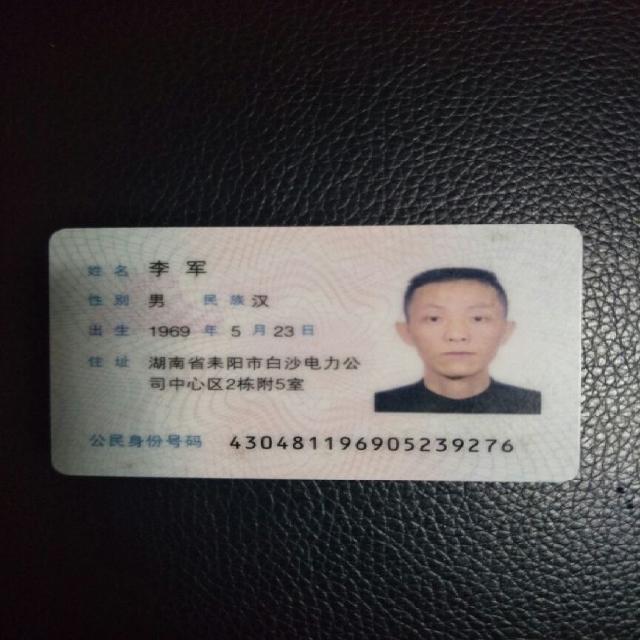 姓名 李军
性别 男 民族 汉
出生 1969 年 5 月 23 日
住址 湖南省耒阳市白沙电力公
司中心区2栋附5室
公民身份号码 430481196905239276